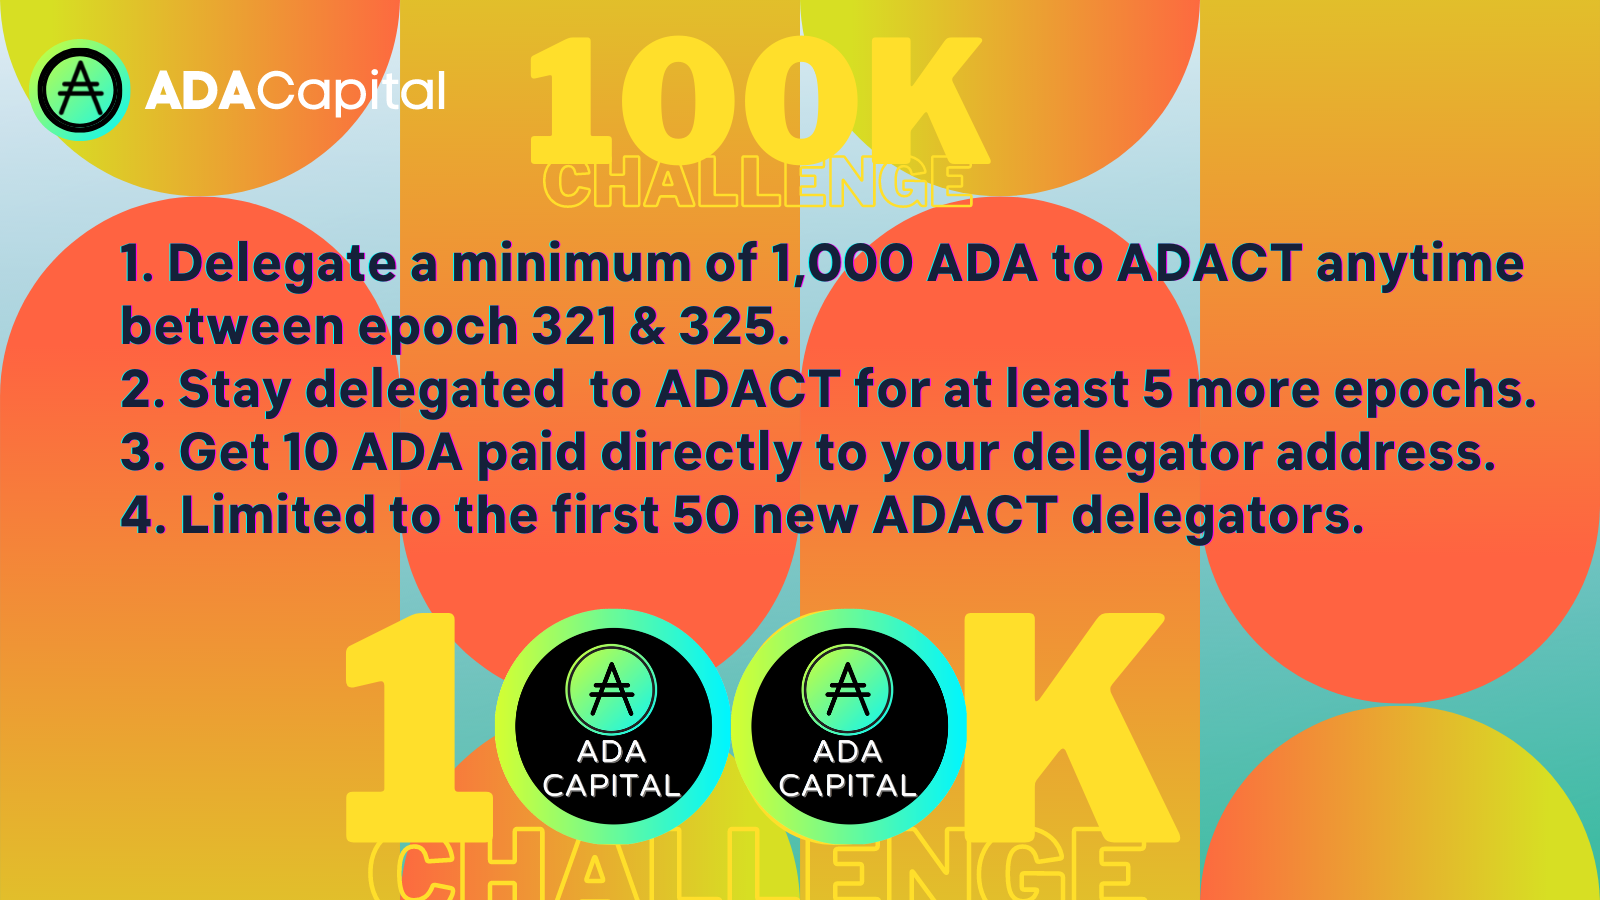 ADACapital
100K
CHALLENGE
1. Delegate a minimum of 1,000 ADA to ADACT anytime
between epoch 321 & 325.
2. Stay delegated  to ADACT for at least 5 more epochs.
3. Get 10 ADA paid directly to your delegator address.
4. Limited to the first 50 new ADACT delegators.
1 K
ADA
CAPITAL
ADA
CAPITAL
CHALLENGE